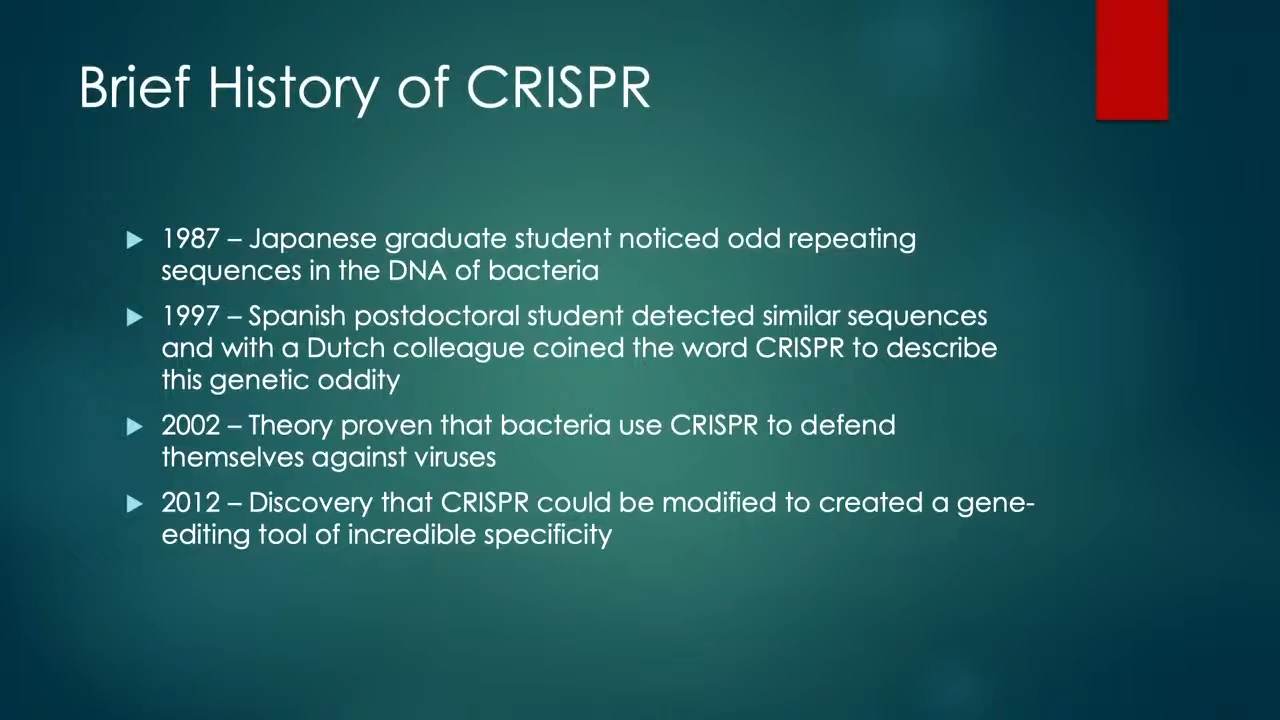 Brief History of CRISPR
1987 – Japanese graduate student noticed odd repeating
sequences in the DNA of bacteria
1997 – Spanish postdoctoral student detected similar sequences
and with a Dutch colleague coined the word CRISPR to describe
this genetic oddity
2002 – Theory proven that bacteria use CRISPR to defend
themselves against viruses
2012 – Discovery that CRISPR could be modified to created a gene-
editing tool of incredible specificity